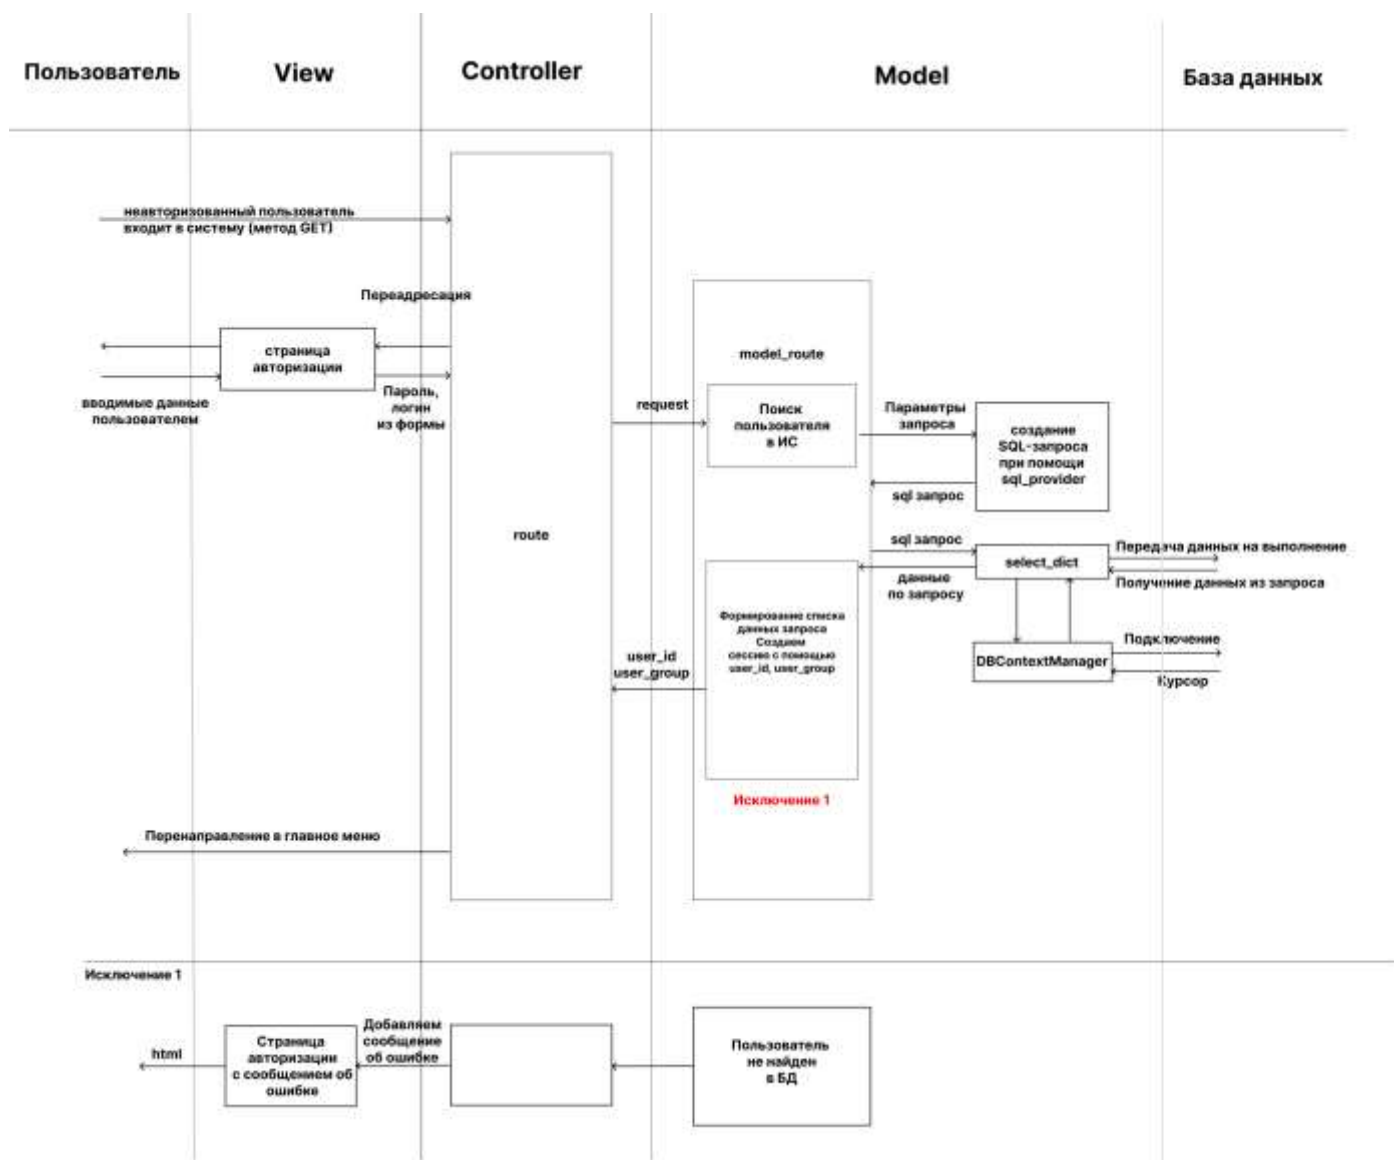 Пользователь
View
Controller
Model
База данных
неавторизованный пользователь
входит в систему (метод GET)
Переадресация
страница
авторизации
вводимые данные
пользователем
Пароль,
логин
из формы
route
request
model_route
Поиск
пользователя
в ИС
Параметры
запроса
создание
SQL-запроса
при помощи
sql_provider
sql запрос
sql запрос
данные
по запросу
select_dict
Передача данных на выполнение
Получение данных из запроса
DBContextManager
Подключение
Курсор
Формирование списка
данных запроса
Создаем
сессию с помощью
user_id, user_group
user_id
user_group
Исключение 1
Перенаправление в главное меню
Исключение 1
html
Страница
авторизации
с сообщением об
ошибке
Добавляем
сообщение
об ошибке
Пользователь
не найден
в БД